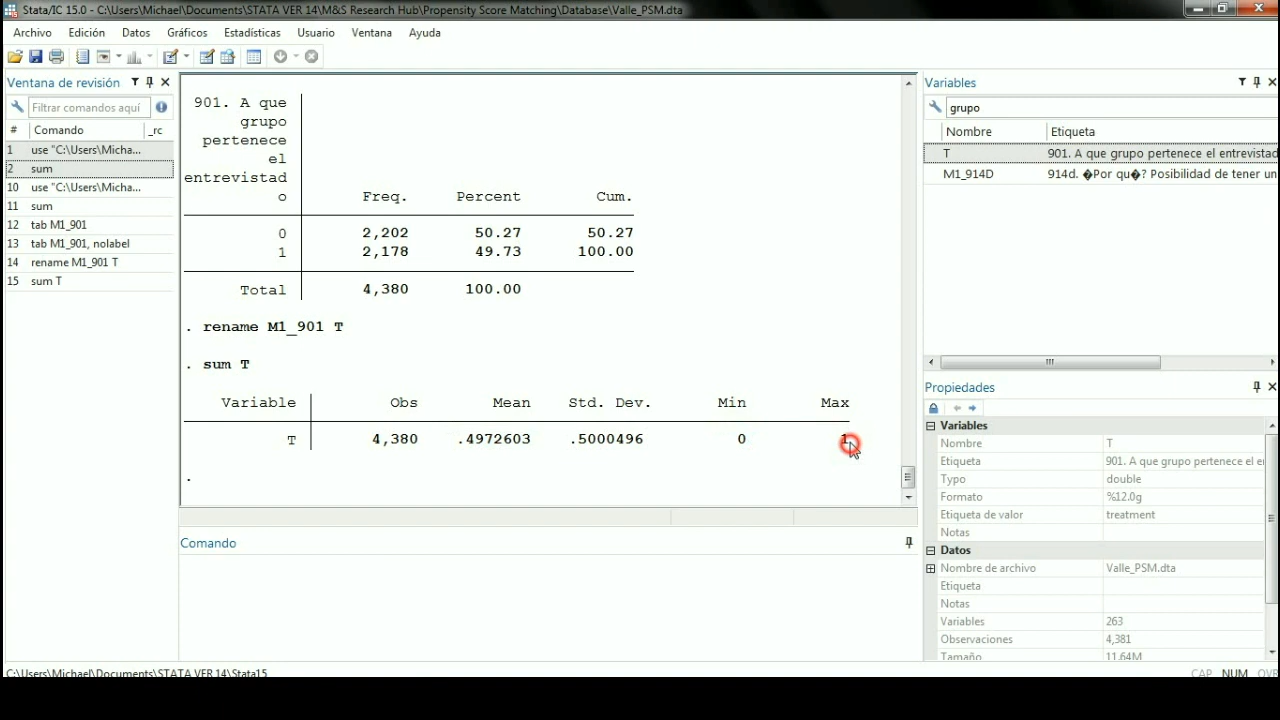 Stata/IC 15.0 - C:\Users\Michael\Documents\STATA VER 14\M&S Research Hub\Propensity Score Matching\Database\Valle_PSM.dta
Archivo Edición Datos Gráficos Estadísticas Usuario Ventana Ayuda
Ventana de revisión
Filtrar comandos aquí
# Comando _rc
1 use "C:\Users\Micha...
2 sum
10 use "C:\Users\Micha...
11 sum
12 tab M1_901
13 tab M1_901, nolabel
14 rename M1_901 T
15 sum T
901. A que
grupo
pertenece
el
entrevistad
o Freq. Percent Cum.
0 2,202 50.27 50.27
1 2,178 49.73 100.00
Total 4,380 100.00
. rename M1_901 T
. sum T
Variable Obs Mean Std. Dev. Min Max
T 4,380 .4972603 .5000496 0 1
.
Comando
Variables
grupo
Nombre Etiqueta
T 901. A que grupo pertenece el entrevistad
M1_914D 914d. �Por qu�? Posibilidad de tener un
Propiedades
Variables
Nombre T
Etiqueta 901. A que grupo pertenece el e
Typo double
Formato %12.0g
Etiqueta de valor treatment
Notas
Datos
Nombre de archivo Valle_PSM.dta
Etiqueta
Notas
Variables 263
Observaciones 4,381
Tamaño 11.64M
C:\Users\Michael\Documents\STATA VER 14\Stata15
CAP NUM OVR